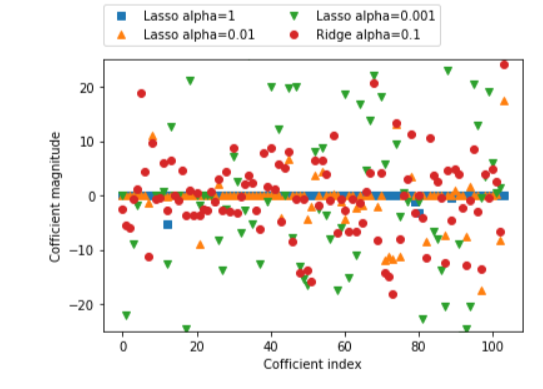 Lasso alpha=1
Lasso alpha=0.01
Lasso alpha=0.001
Ridge alpha=0.1
Cofficient magnitude
20
10
0
−10
−20
0 20 40 60 80 100
Cofficient index